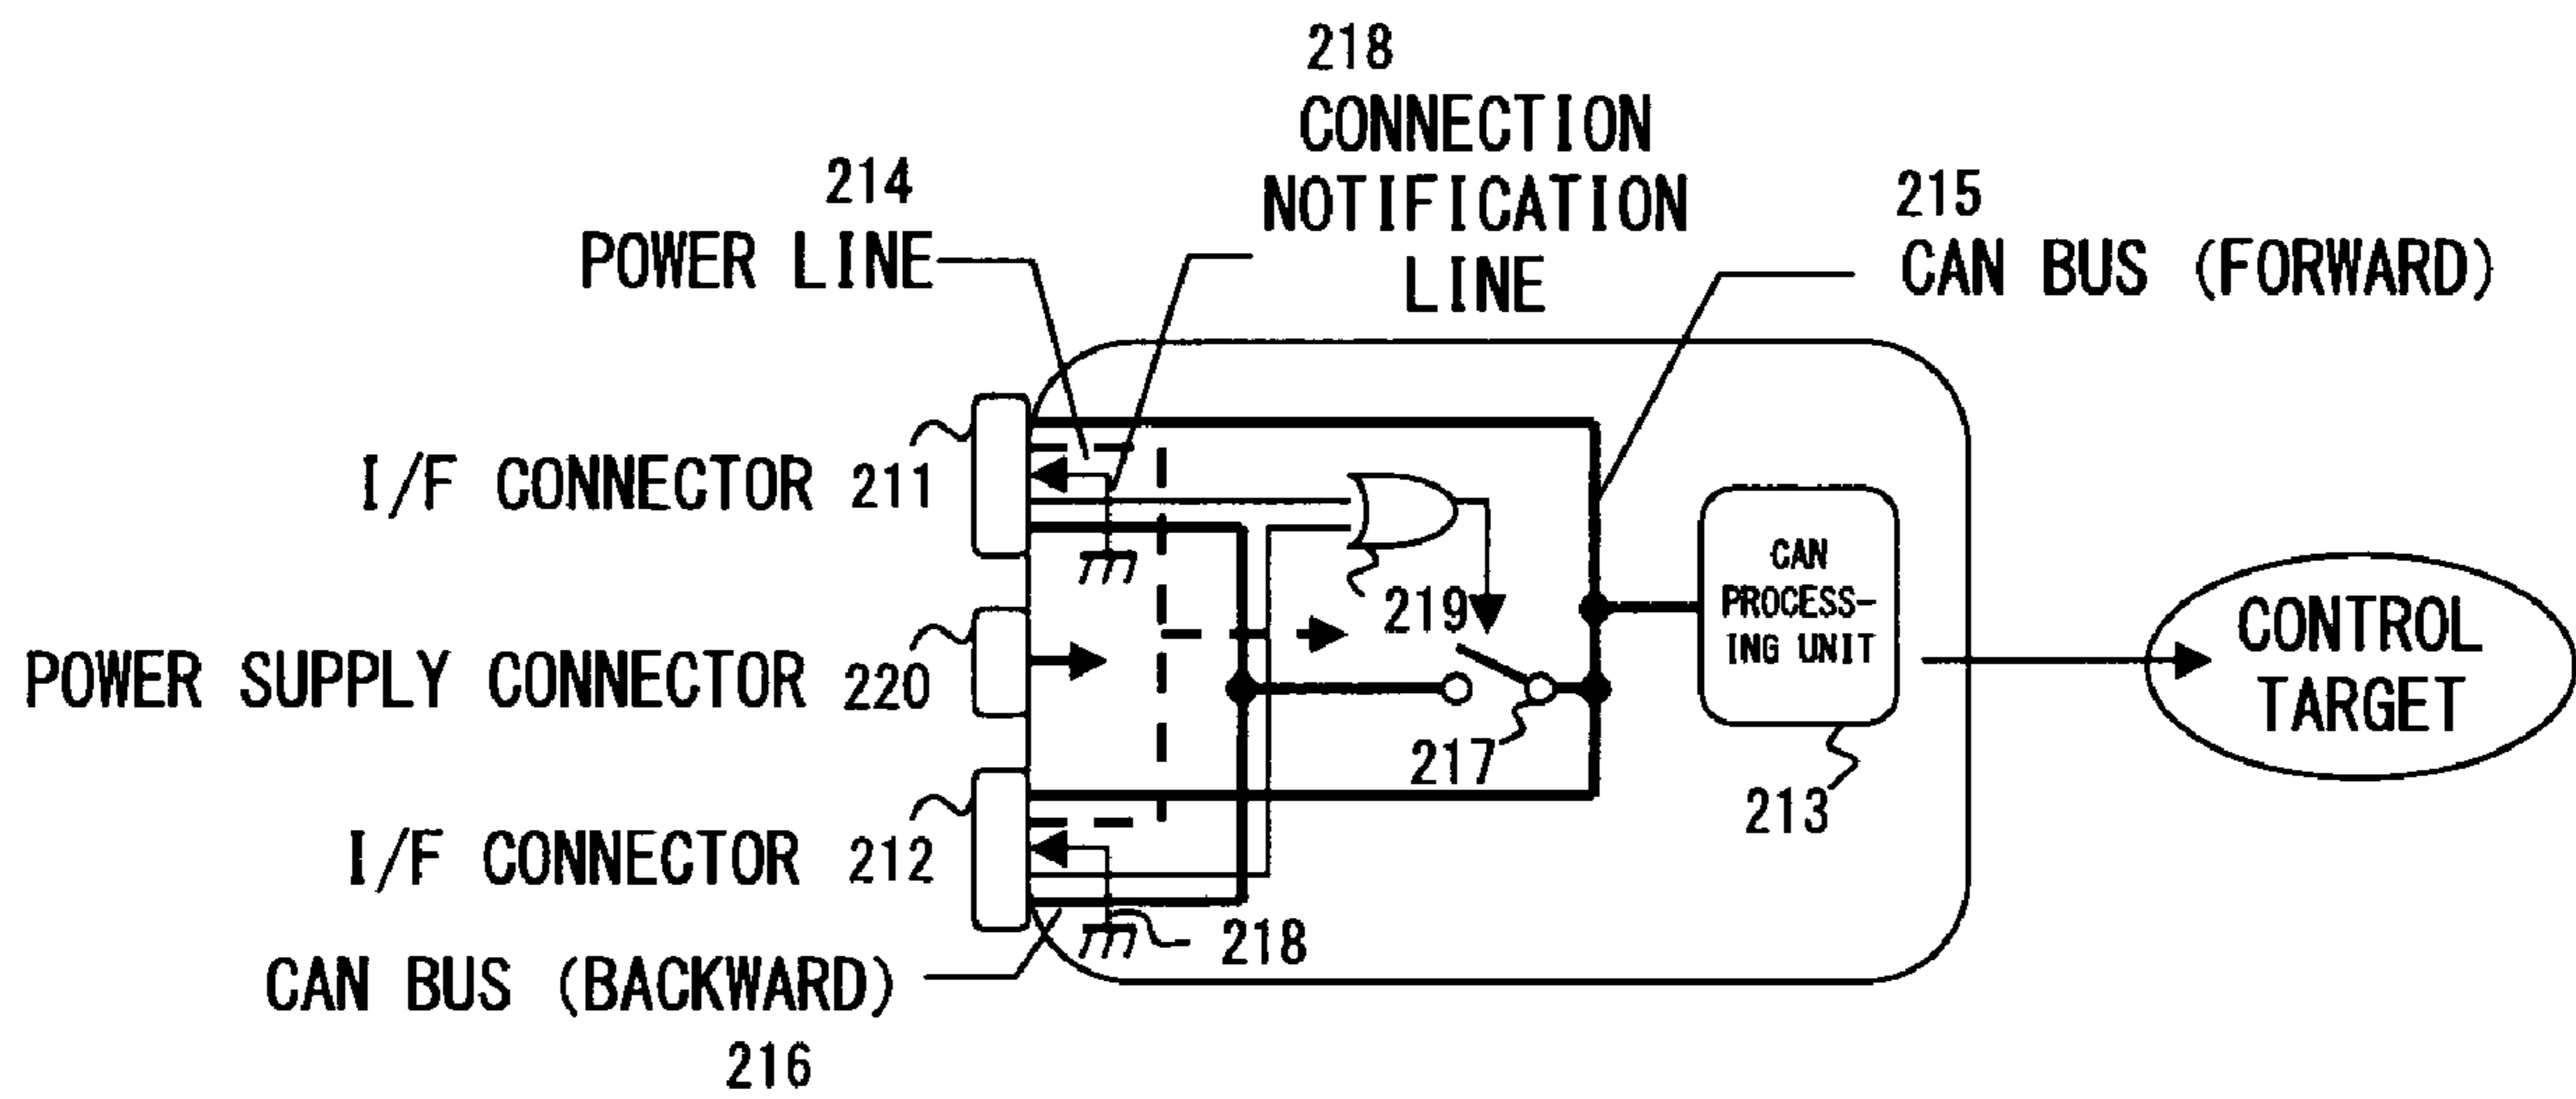 218
CONNECTION
NOTIFICATION
LINE
214
POWER LINE
215
CAN BUS (FORWARD)
I/F CONNECTOR 211
219
CAN
PROCESS-
ING UNIT
CONTROL
TARGET
POWER SUPPLY CONNECTOR 220
217
213
I/F CONNECTOR 212
218
CAN BUS (BACKWARD)
216